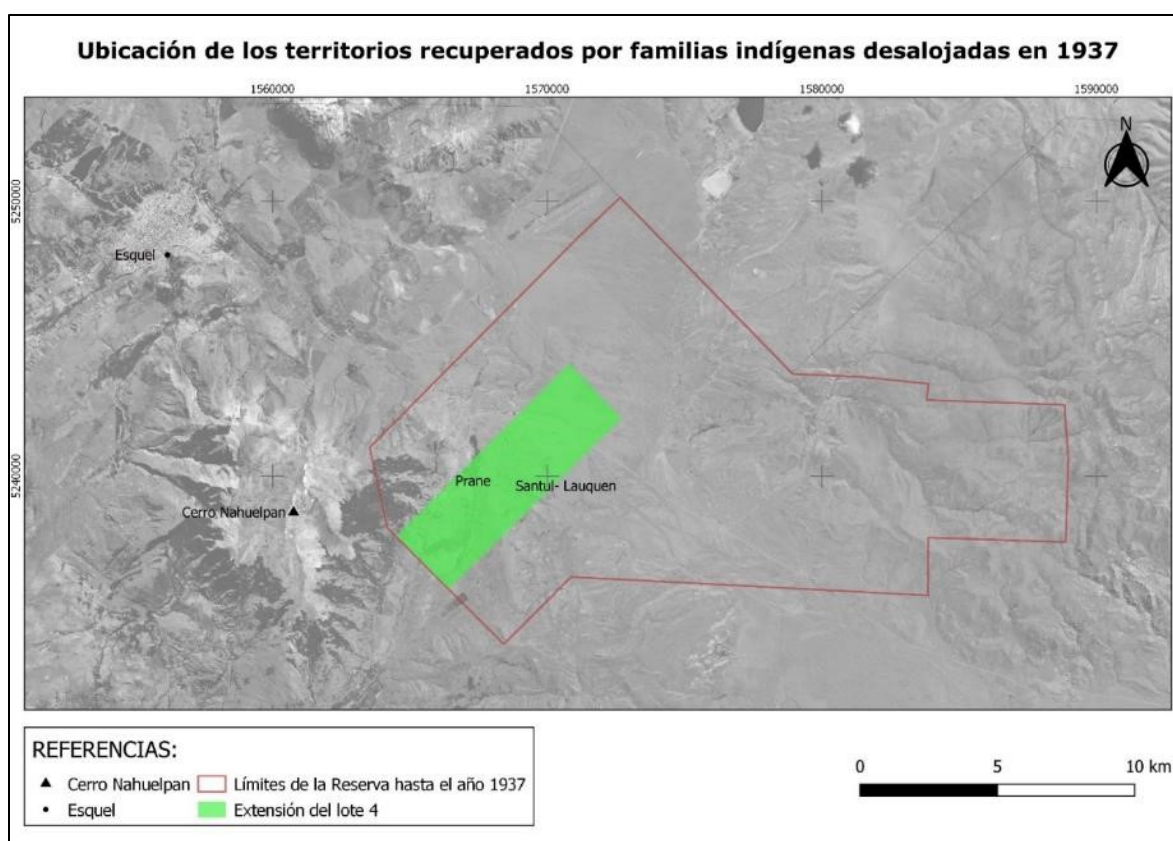 Ubicación de los territorios recuperados por familias indígenas desalojadas en 1937
1560000 1570000 1580000 1590000
N
5250000
Esquel
5240000
Prane
Santul- Lauquen
Cerro Nahuelpan
REFERENCIAS:
Cerro Nahuelpan Límites de la Reserva hasta el año 1937
Esquel Extensión del lote 4
0 5 10 km